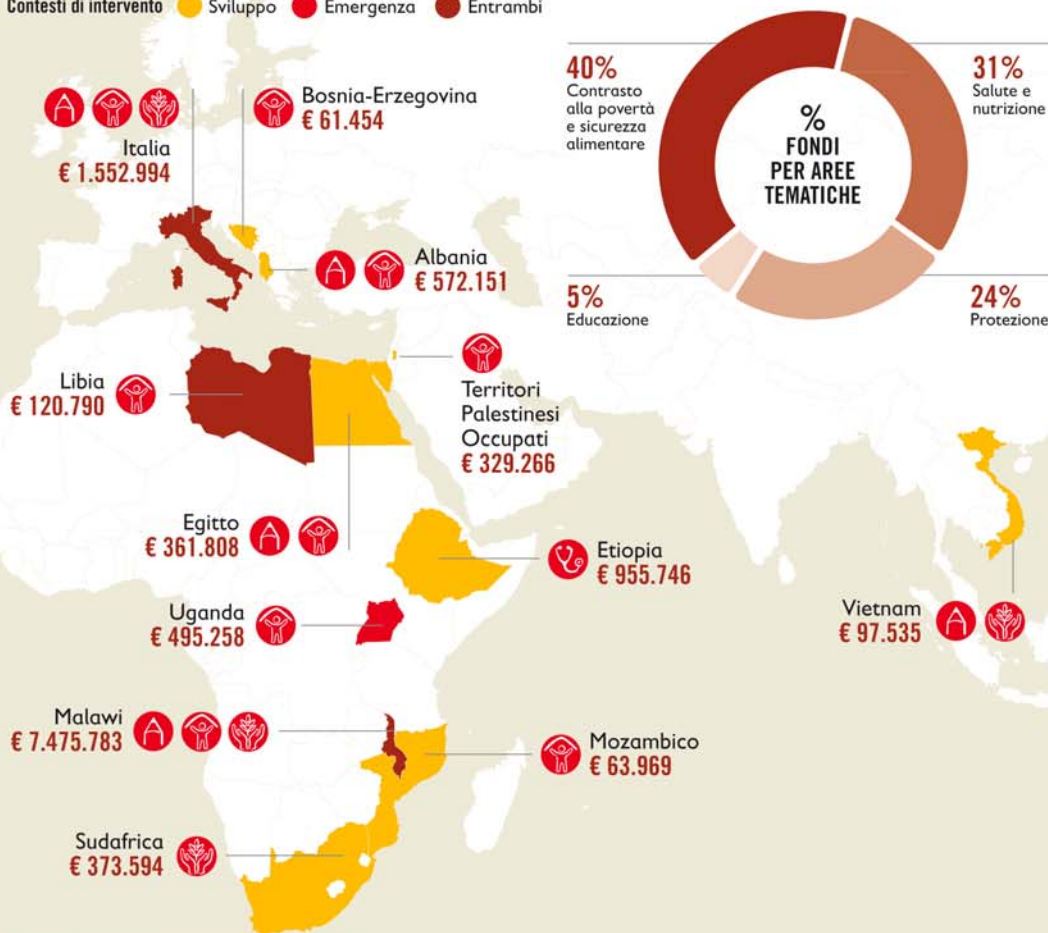 Contesti di intervento Sviluppo Emergenza Entrambi
40%
Contrasto
alla povertà
e sicurezza
alimentare
31%
Salute e
nutrizione
%
FONDI
PER AREE
TEMATICHE
5%
Educazione
24%
Protezione
Italia
€ 1.552.994
Bosnia-Erzegovina
€ 61.454
Albania
€ 572.151
Libia
€ 120.790
Territori
Palestinesi
Occupati
€ 329.266
Egitto
€ 361.808
Etiopia
€ 955.746
Uganda
€ 495.258
Vietnam
€ 97.535
Malawi
€ 7.475.783
Mozambico
€ 63.969
Sudafrica
€ 373.594